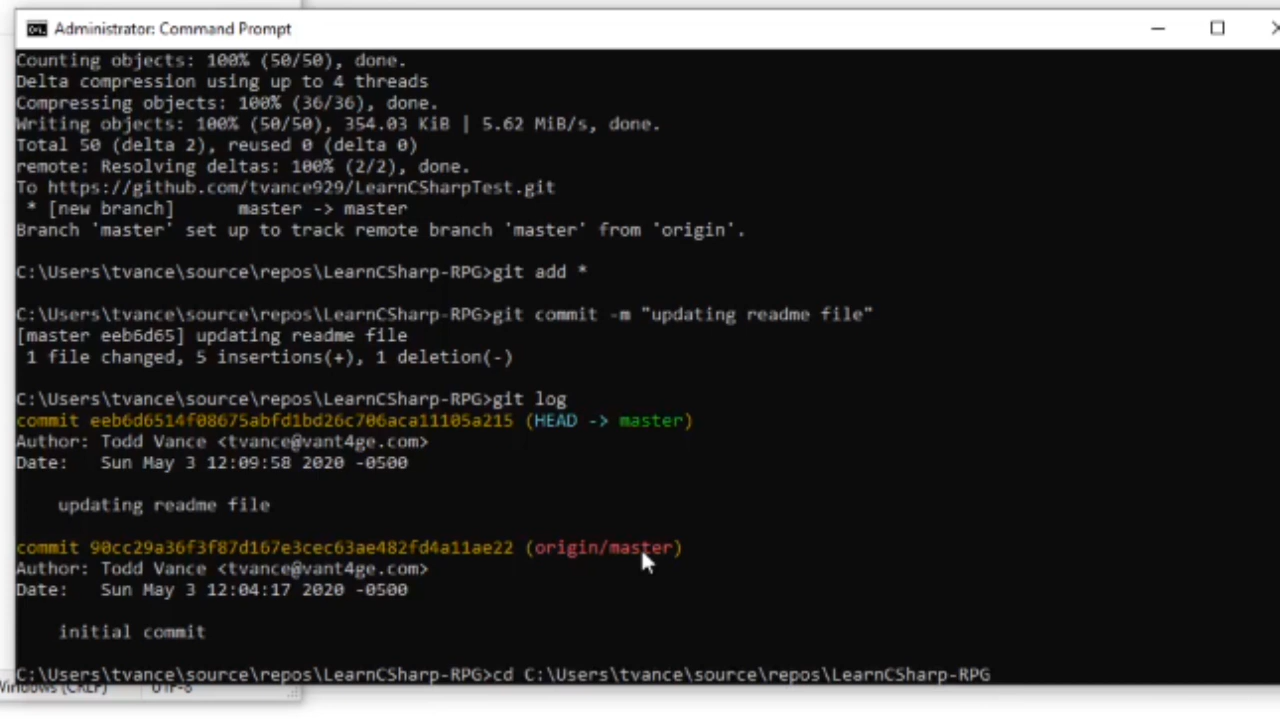 Administrator: Command Prompt
Counting objects: 100% (50/50), done.
Delta compression using up to 4 threads
Compressing objects: 100% (36/36), done.
Writing objects: 100% (50/50), 354.03 KiB | 5.62 MiB/s, done.
Total 50 (delta 2), reused 0 (delta 0)
remote: Resolving deltas: 100% (2/2), done.
To https://github.com/tvance929/LearnCSharpTest.git
 * [new branch]      master -> master
Branch 'master' set up to track remote branch 'master' from 'origin'.
C:\Users\tvance\source\repos\LearnCSharp-RPG>git add *
C:\Users\tvance\source\repos\LearnCSharp-RPG>git commit -m "updating readme file"
[master eeb6d65] updating readme file
 1 file changed, 5 insertions(+), 1 deletion(-)
C:\Users\tvance\source\repos\LearnCSharp-RPG>git log
commit eeb6d6514f08675abfd1bd26c706aca11105a215 (HEAD -> master)
Author: Todd Vance <tvance@vant4ge.com>
Date:   Sun May 3 12:09:58 2020 -0500
    updating readme file
commit 90cc29a36f3f87d167e3cec63ae482fd4a11ae22 (origin/master)
Author: Todd Vance <tvance@vant4ge.com>
Date:   Sun May 3 12:04:17 2020 -0500
    initial commit
C:\Users\tvance\source\repos\LearnCSharp-RPG>cd C:\Users\tvance\source\repos\LearnCSharp-RPG
Windows (CRLF) UTF-8